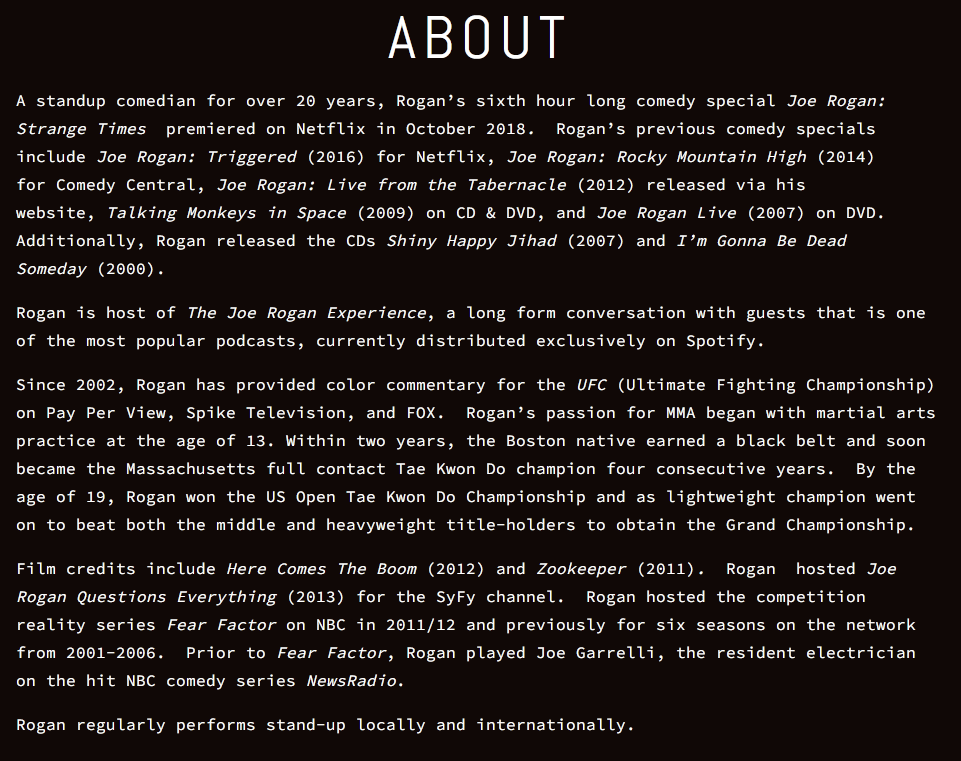 ABOUT
A standup comedian for over 20 years, Rogan’s sixth hour long comedy special Joe Rogan:
Strange Times  premiered on Netflix in October 2018.  Rogan’s previous comedy specials
include Joe Rogan: Triggered (2016) for Netflix, Joe Rogan: Rocky Mountain High (2014)
for Comedy Central, Joe Rogan: Live from the Tabernacle (2012) released via his
website, Talking Monkeys in Space (2009) on CD & DVD, and Joe Rogan Live (2007) on DVD.
Additionally, Rogan released the CDs Shiny Happy Jihad (2007) and I’m Gonna Be Dead
Someday (2000).
Rogan is host of The Joe Rogan Experience, a long form conversation with guests that is one
of the most popular podcasts, currently distributed exclusively on Spotify.
Since 2002, Rogan has provided color commentary for the UFC (Ultimate Fighting Championship)
on Pay Per View, Spike Television, and FOX.  Rogan’s passion for MMA began with martial arts
practice at the age of 13. Within two years, the Boston native earned a black belt and soon
became the Massachusetts full contact Tae Kwon Do champion four consecutive years.  By the
age of 19, Rogan won the US Open Tae Kwon Do Championship and as lightweight champion went
on to beat both the middle and heavyweight title-holders to obtain the Grand Championship.
Film credits include Here Comes The Boom (2012) and Zookeeper (2011).  Rogan  hosted Joe
Rogan Questions Everything (2013) for the SyFy channel.  Rogan hosted the competition
reality series Fear Factor on NBC in 2011/12 and previously for six seasons on the network
from 2001-2006.  Prior to Fear Factor, Rogan played Joe Garrelli, the resident electrician
on the hit NBC comedy series NewsRadio.
Rogan regularly performs stand-up locally and internationally.